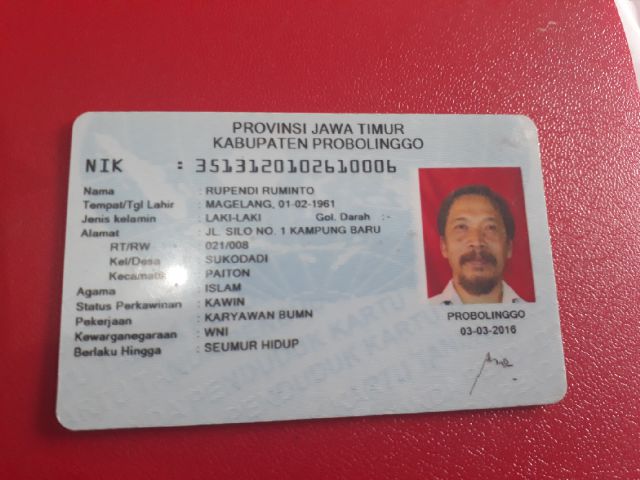 PROVINSI JAWA TIMUR
KABUPATEN PROBOLINGGO
NIK : 3513120102610006
Nama : RUPENDI RUMINTO
Tempat/Tgl Lahir : MAGELANG, 01-02-1961
Jenis kelamin : LAKI-LAKI Gol. Darah :-
Alamat : JL. SILO NO. 1 KAMPUNG BARU
RT/RW : 021/008
Kel/Desa : SUKODADI
Kecamatan : PAITON
Agama : ISLAM
Status Perkawinan : KAWIN
Pekerjaan : KARYAWAN BUMN
Kewarganegaraan : WNI
Berlaku Hingga : SEUMUR HIDUP
PROBOLINGGO
03-03-2016